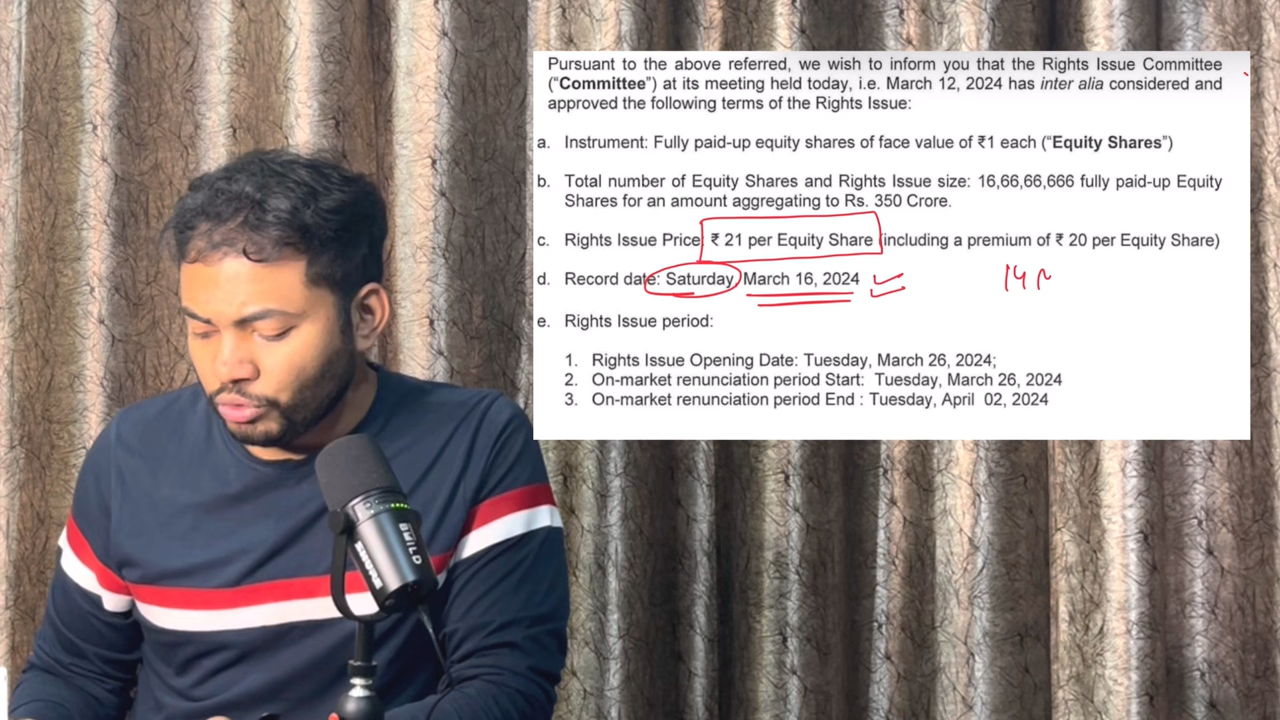 Pursuant to the above referred, we wish to inform you that the Rights Issue Committee
(“Committee”) at its meeting held today, i.e. March 12, 2024 has inter alia considered and
approved the following terms of the Rights Issue:
a. Instrument: Fully paid-up equity shares of face value of ₹1 each (“Equity Shares”)
b. Total number of Equity Shares and Rights Issue size: 16,66,66,666 fully paid-up Equity
Shares for an amount aggregating to Rs. 350 Crore.
c. Rights Issue Price: ₹ 21 per Equity Share (including a premium of ₹ 20 per Equity Share)
d. Record date: Saturday, March 16, 2024
14
e. Rights Issue period:
1. Rights Issue Opening Date: Tuesday, March 26, 2024;
2. On-market renunciation period Start: Tuesday, March 26, 2024
3. On-market renunciation period End : Tuesday, April 02, 2024
SHURE